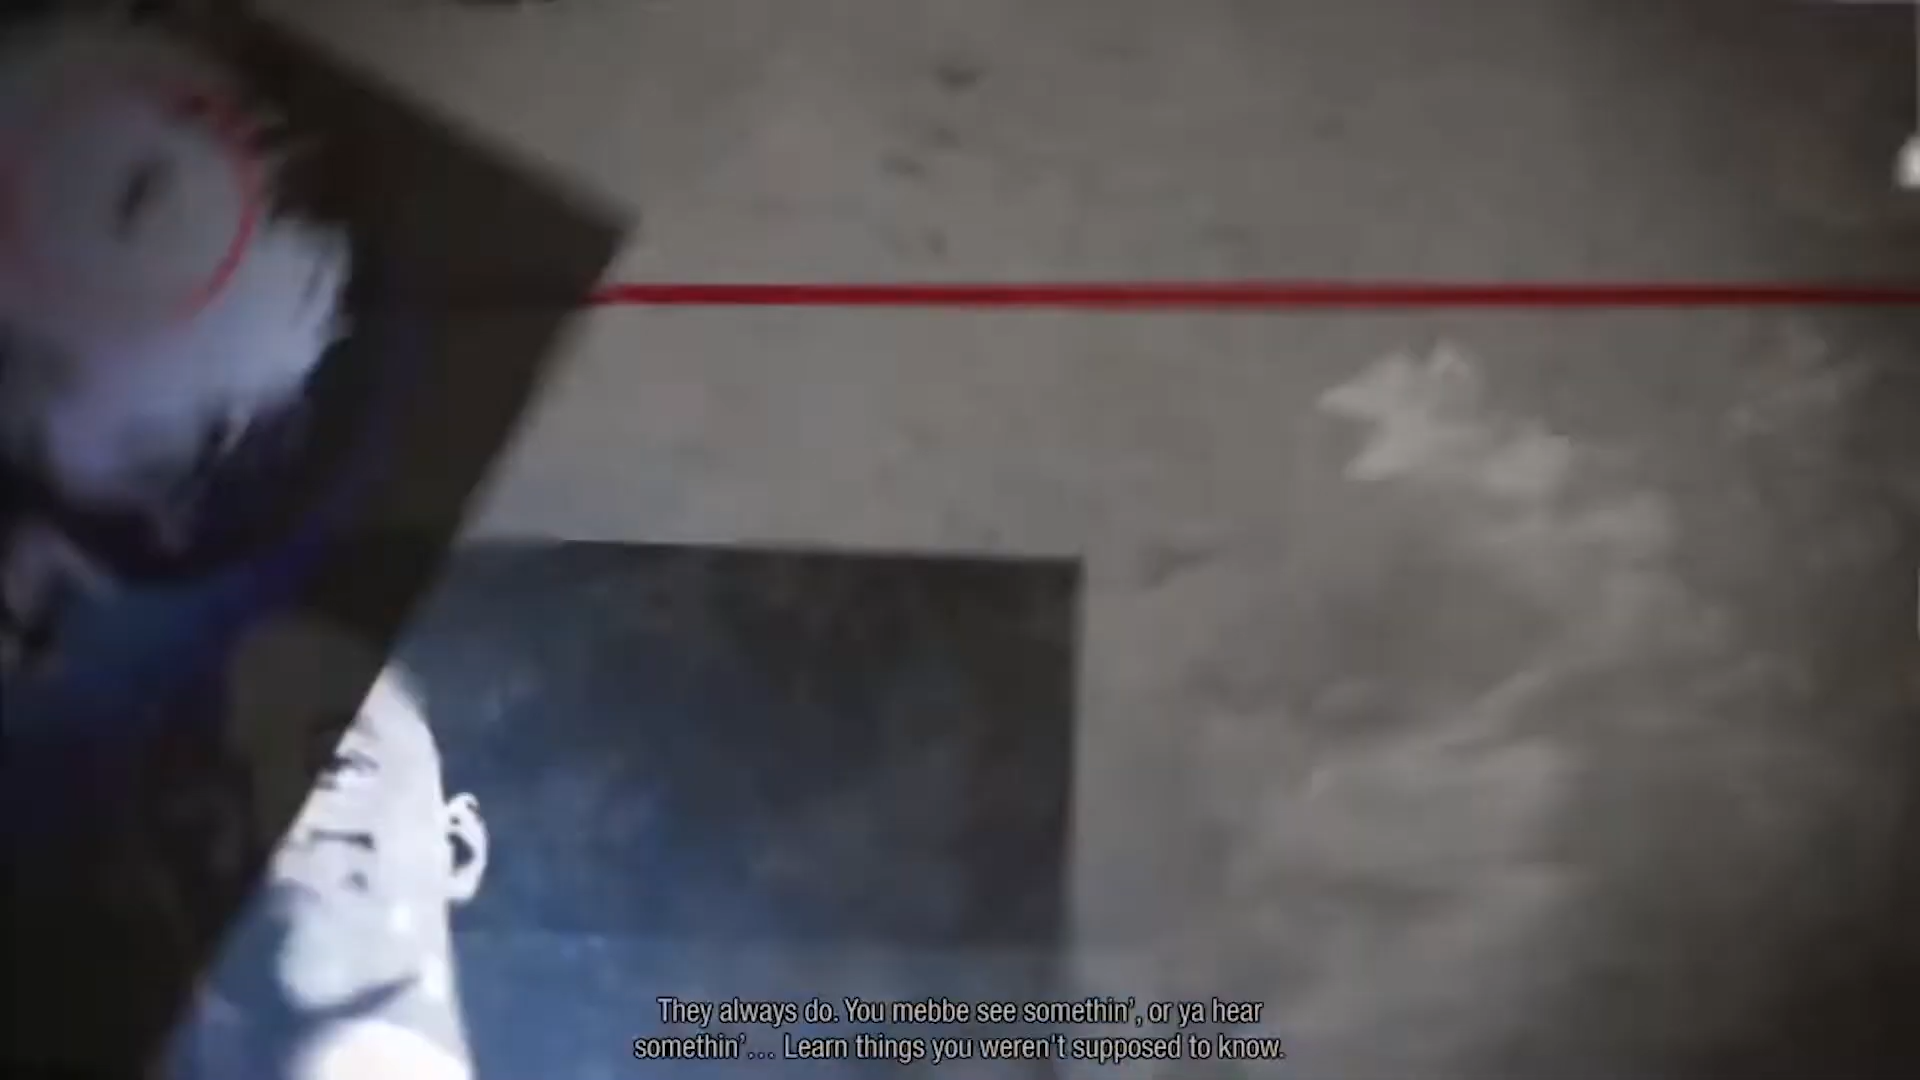 They always do. You mebbe see somethin', or ya hear
somethin'… Learn things you weren't supposed to know.